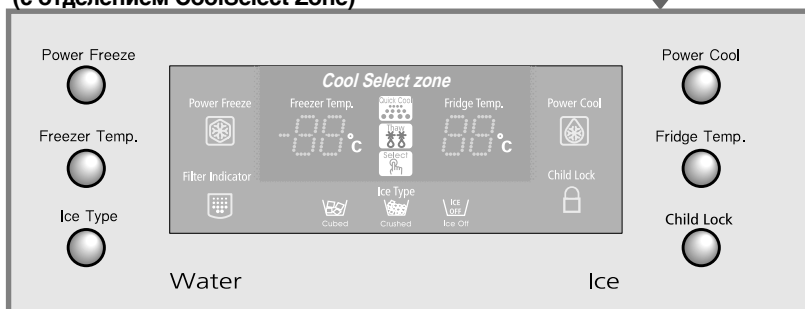 (с отделением CoolSelect Zone)
Power Freeze
Power Cool
Cool Select zone
Power Freeze
Freezer Temp.
Quick Cool
Fridge Temp.
Power Cool
Freezer Temp.
-88°c
Thaw
88°c
Fridge Temp.
Select
Filter Indicator
Child Lock
Ice Type
Ice Type
ICE OFF
Child Lock
Cubed
Crushed
Ice Off
Water
Ice